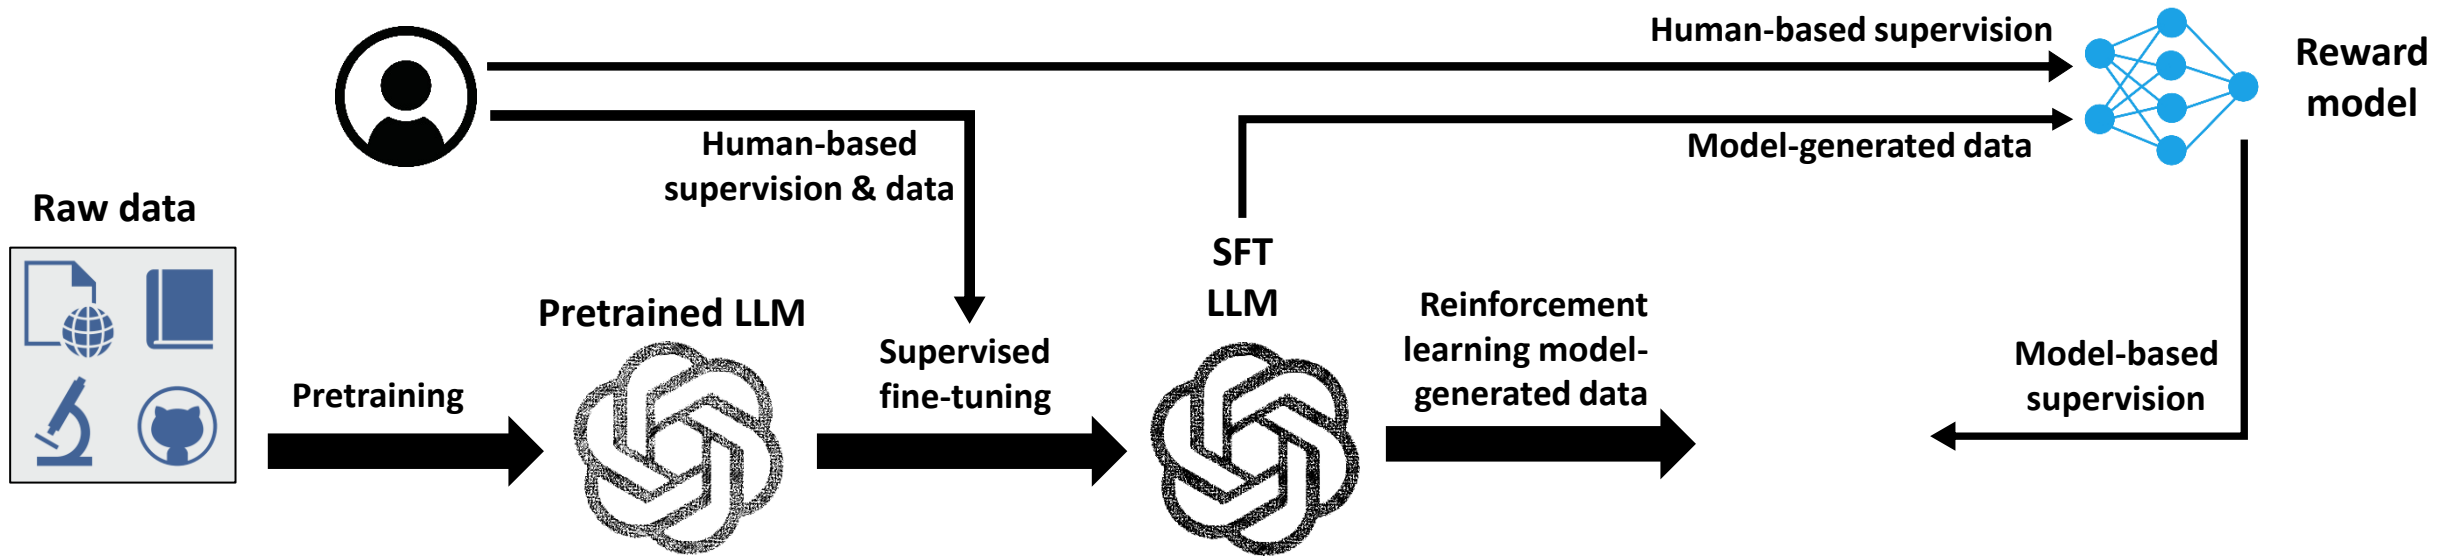 Human-based supervision
Reward
model
Model-generated data
Human-based
supervision & data
Raw data
SFT
LLM
Pretrained LLM
Reinforcement
learning model-
generated data
Supervised
fine-tuning
Model-based
supervision
Pretraining